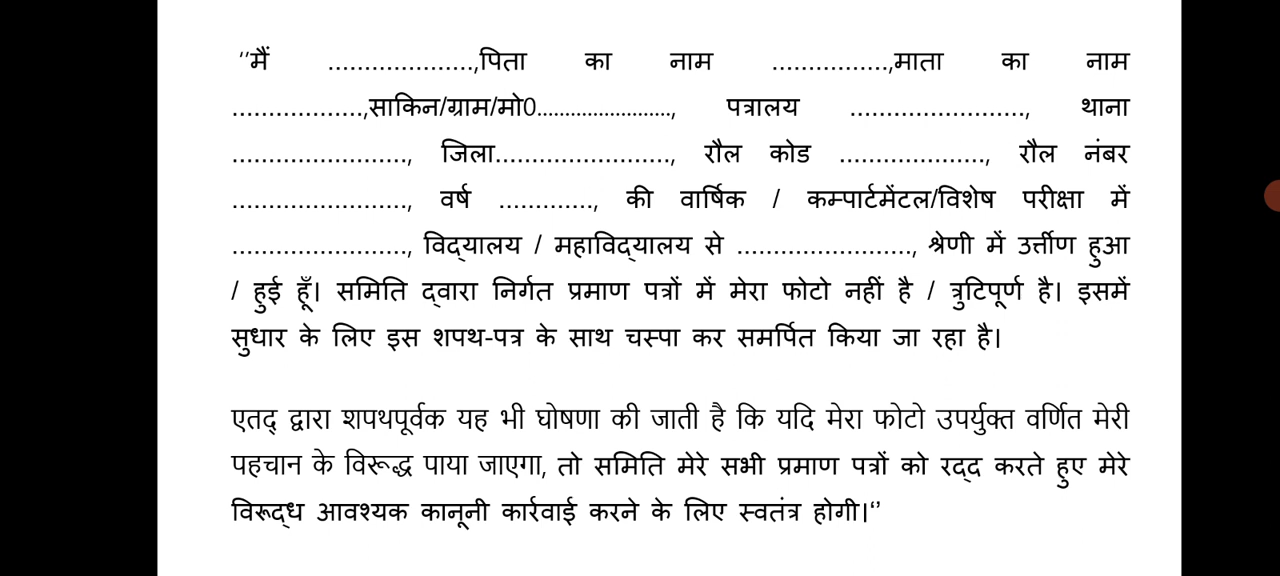 ‘‘मैं ....................,पिता का नाम ................,माता का नाम
..................,साकिन/ग्राम/मो0........................, पत्रालय ........................, थाना
........................, जिला........................, रौल कोड ...................., रौल नंबर
........................, वर्ष ............., की वार्षिक / कम्पार्टमेंटल/विशेष परीक्षा में
........................, विद्यालय / महाविद्यालय से ........................, श्रेणी में उर्त्तीण हुआ
/ हुई हूँ। समिति द्वारा निर्गत प्रमाण पत्रों में मेरा फोटो नहीं है / त्रुटिपूर्ण है। इसमें
सुधार के लिए इस शपथ-पत्र के साथ चस्पा कर समर्पित किया जा रहा है।
एतद् द्वारा शपथपूर्वक यह भी घोषणा की जाती है कि यदि मेरा फोटो उपर्युक्त वर्णित मेरी
पहचान के विरूद्ध पाया जाएगा, तो समिति मेरे सभी प्रमाण पत्रों को रद्द करते हुए मेरे
विरूद्ध आवश्यक कानूनी कार्रवाई करने के लिए स्वतंत्र होगी।‘’